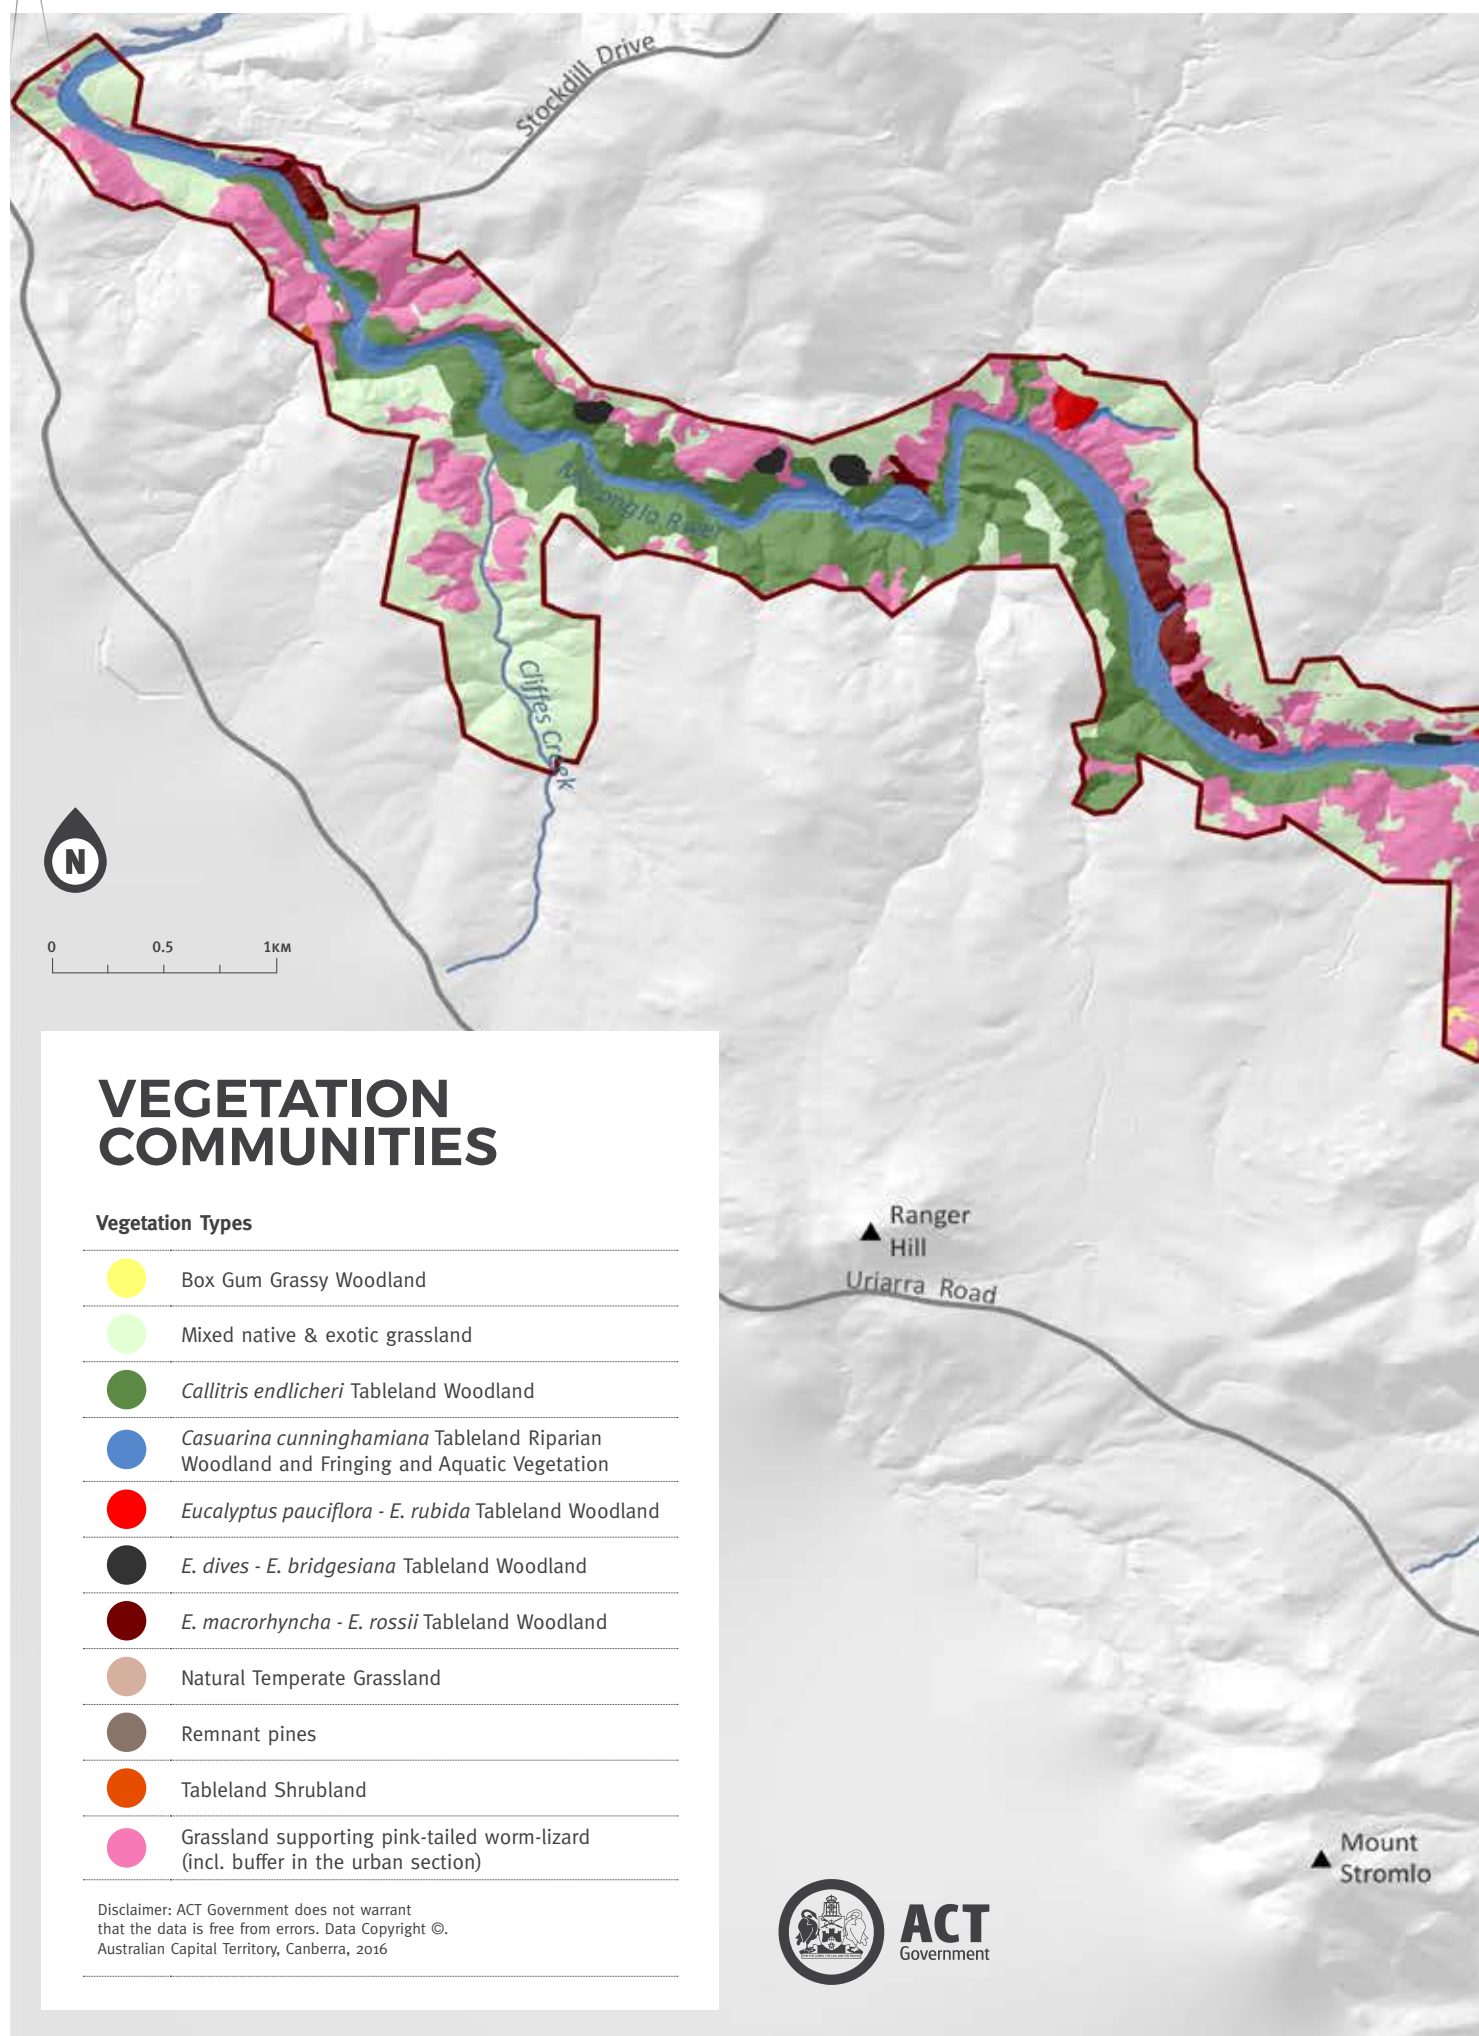 Stockdill Drive
Molonglo River
Cliffes Creek
N
0 0.5 1KM
VEGETATION
COMMUNITIES
Vegetation Types
Box Gum Grassy Woodland
Mixed native & exotic grassland
Callitris endlicheri Tableland Woodland
Casuarina cunninghamiana Tableland Riparian
Woodland and Fringing and Aquatic Vegetation
Eucalyptus pauciflora - E. rubida Tableland Woodland
E. dives - E. bridgesiana Tableland Woodland
E. macrorhyncha - E. rossii Tableland Woodland
Natural Temperate Grassland
Remnant pines
Tableland Shrubland
Grassland supporting pink-tailed worm-lizard
(incl. buffer in the urban section)
Disclaimer: ACT Government does not warrant
that the data is free from errors. Data Copyright ©.
Australian Capital Territory, Canberra, 2016
Ranger
Hill
Uriarra Road
Mount
Stromlo
ACT
Government